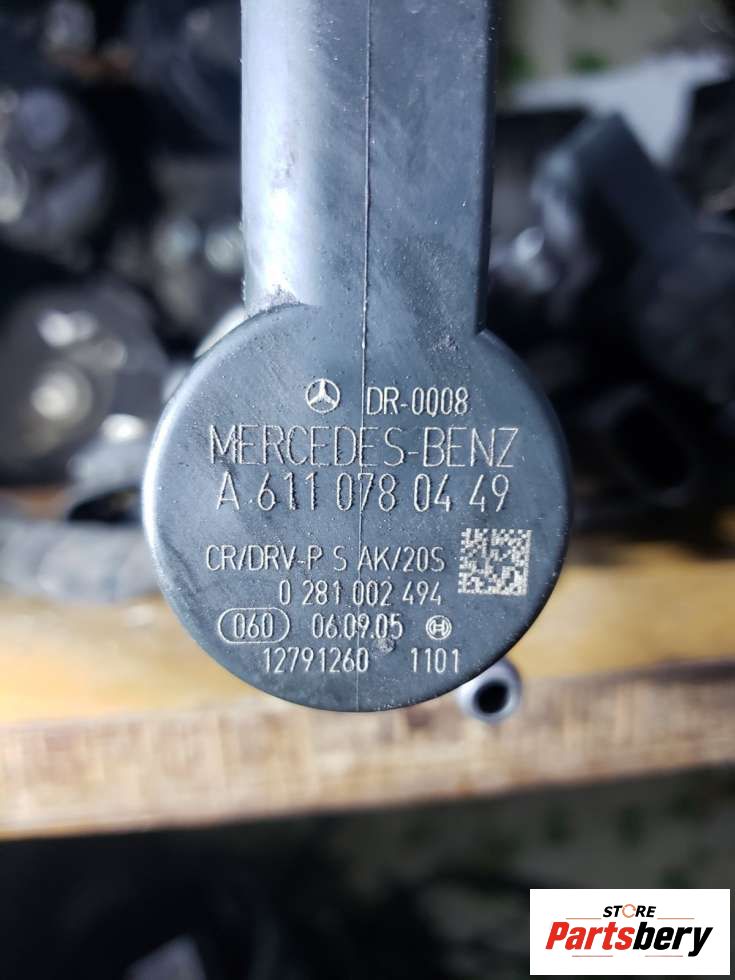 DR-0008
MERCEDES-BENZ
A 611 078 04 49
CR/DRV-P S AK/20S
0 281 002 494
060 06.09.05
12791260 1101
STORE
Partsbery